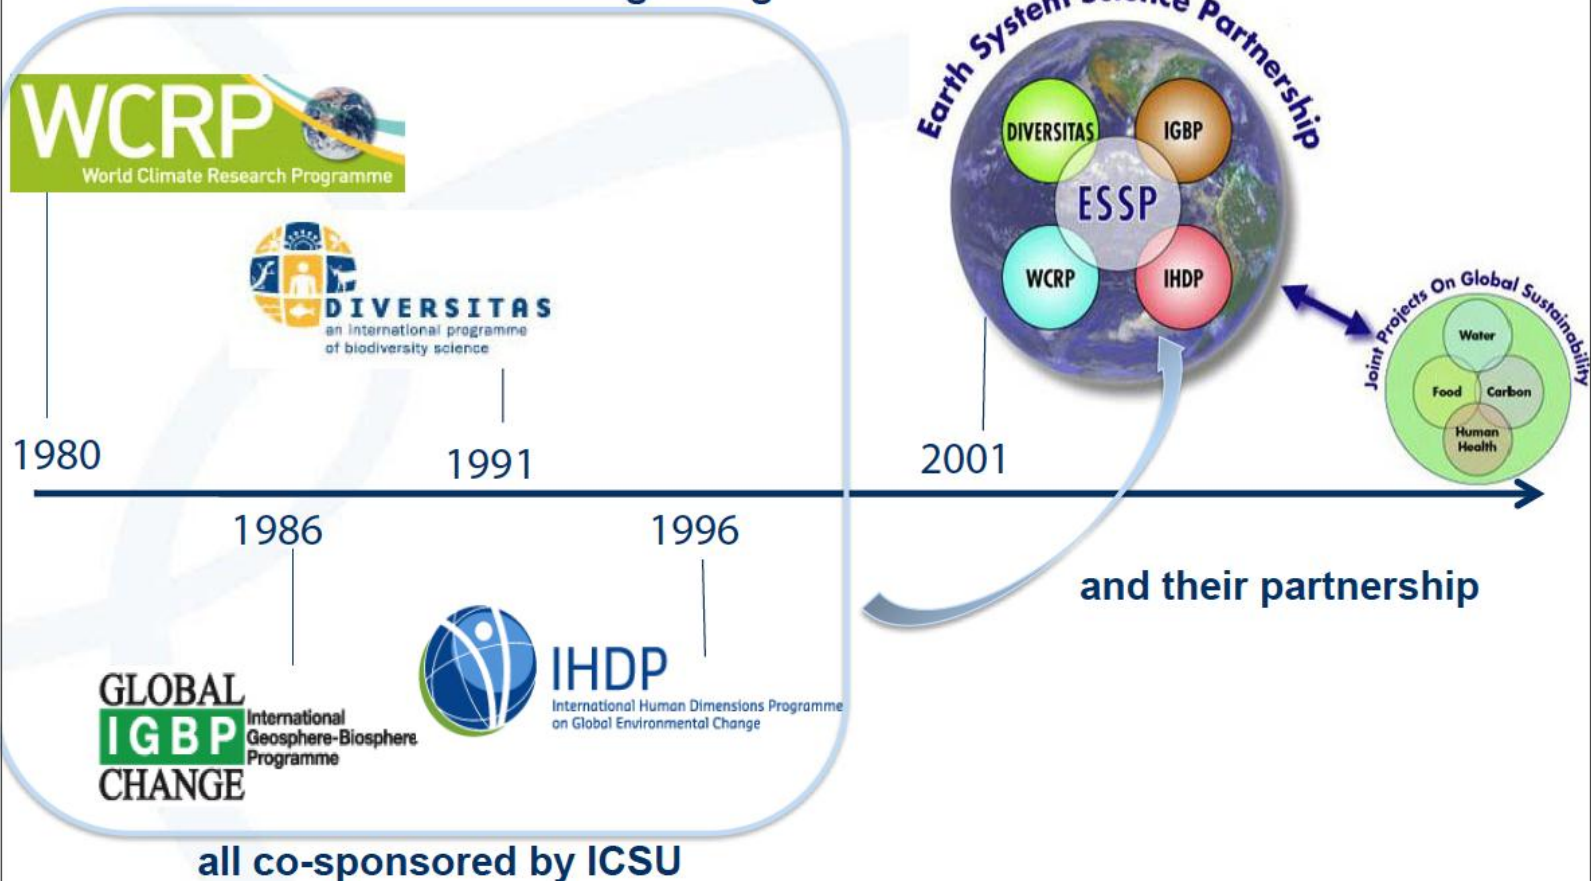 Earth System Science Partnership
WCRP
World Climate Research Programme
DIVERSITAS
IGBP
ESSP
WCRP
IHDP
DIVERSITAS
an international programme
of biodiversity science
Joint Projects On Global Sustainability
Water
Food
Carbon
Human
Health
1980
1991
2001
1986
1996
and their partnership
GLOBAL
IGBP
CHANGE
International
Geosphere-Biosphere
Programme
IHDP
International Human Dimensions Programme
on Global Environmental Change
all co-sponsored by ICSU